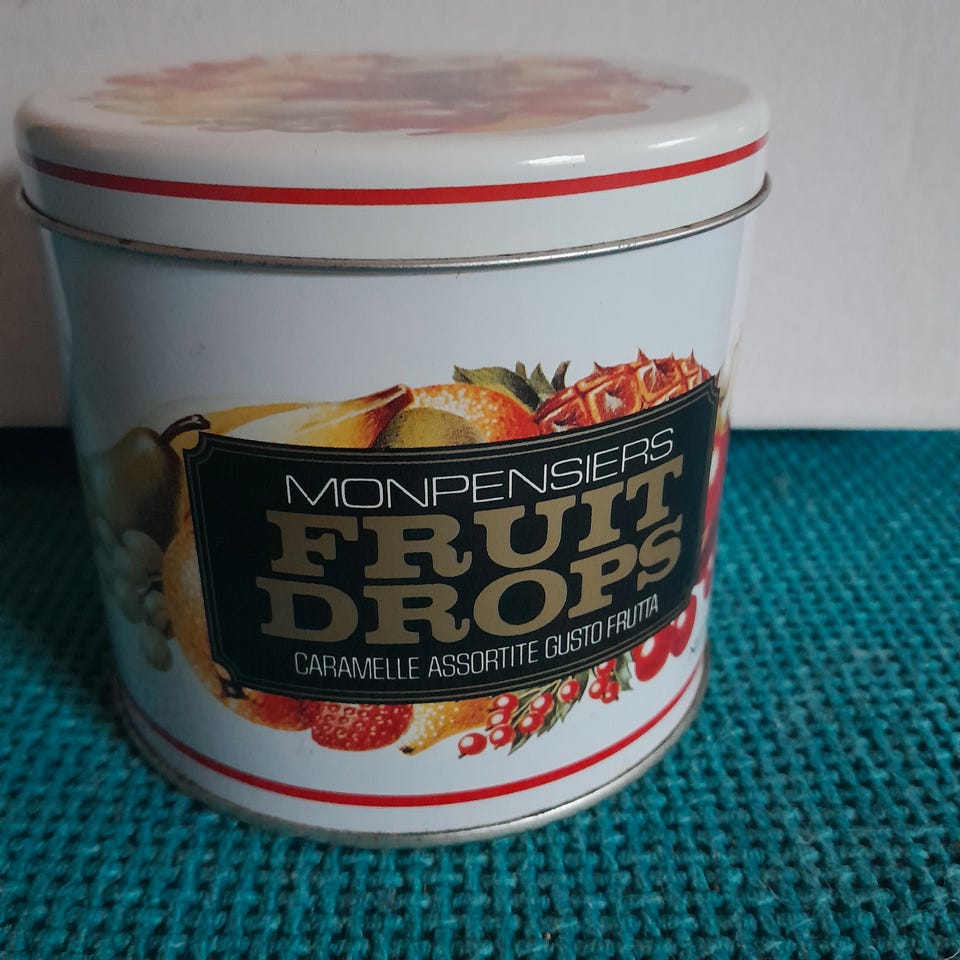 MONPENSIERS
FRUIT
DROPS
CARAMELLE ASSORTITE GUSTO FRUTTA